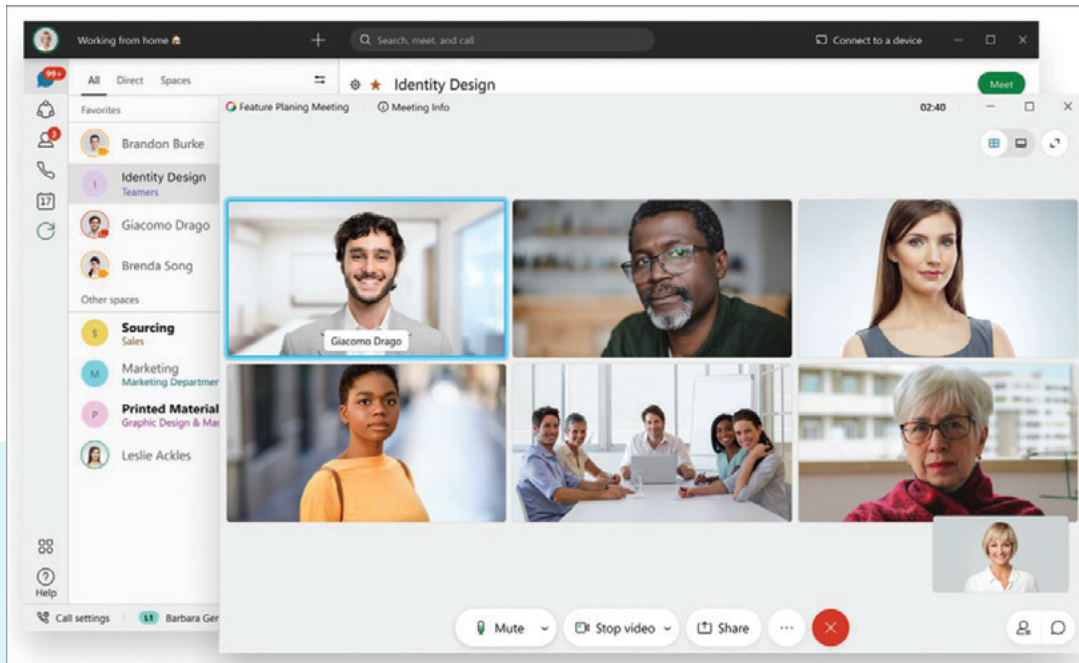 Working from home
Search, meet, and call
Connect to a device
99+
All Direct Spaces
Identity Design
Meet
Favorites
Feature Planing Meeting
Meeting Info
02:40
3
Brandon Burke
I
Identity Design
Teamers
17
Giacomo Drago
Brenda Song
Other spaces
S
Sourcing
Sales
Giacomo Drago
M
Marketing
Marketing Departmer
P
Printed Material
Graphic Design & Mar
Leslie Ackles
Help
Call settings
L1
Barbara Ger
Mute
Stop video
Share